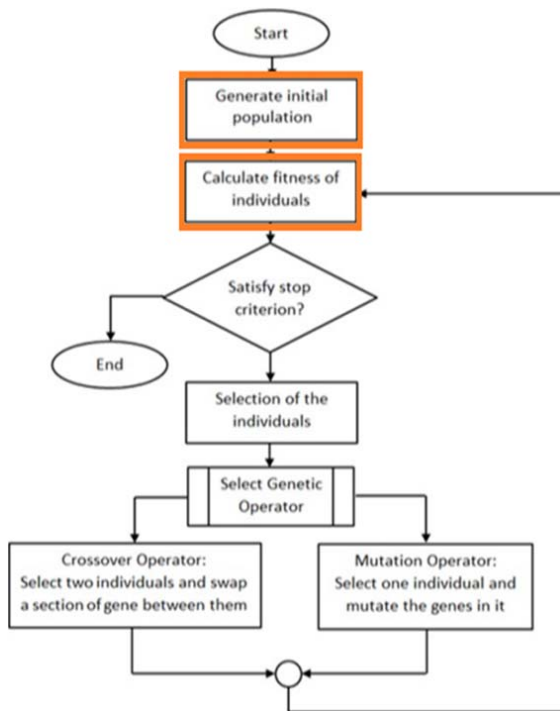 Start
Generate initial
population
Calculate fitness of
individuals
Satisfy stop
criterion?
End
Selection of the
individuals
Select Genetic
Operator
Crossover Operator:
Select two individuals and swap
a section of gene between them
Mutation Operator:
Select one individual and
mutate the genes in it